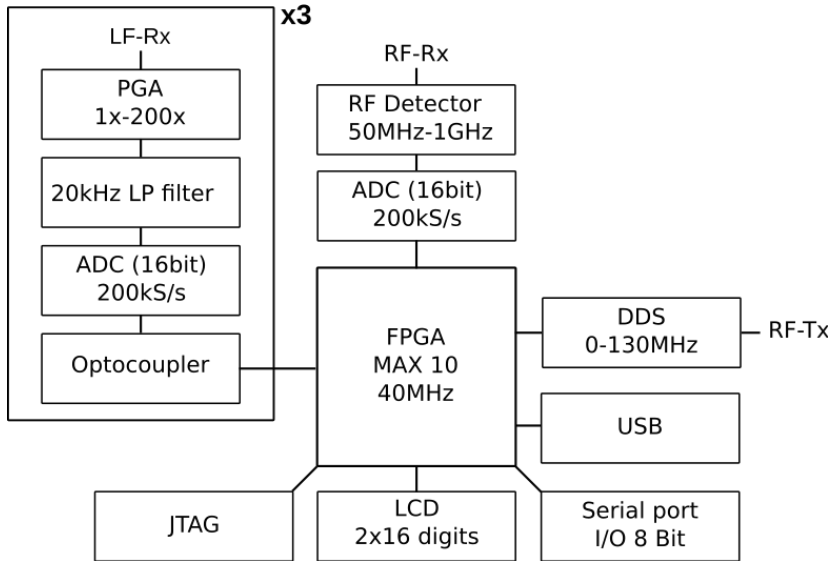 x3
LF-Rx
PGA
1x-200x
20kHz LP filter
ADC (16bit)
200kS/s
Optocoupler
RF-Rx
RF Detector
50MHz-1GHz
ADC (16bit)
200kS/s
FPGA
MAX 10
40MHz
DDS
0-130MHz
RF-Tx
USB
JTAG
LCD
2x16 digits
Serial port
I/O 8 Bit